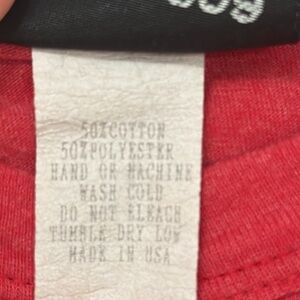 50%COTTON
50%POLYESTER
HAND OR MACHINE
WASH COLD
DO NOT BLEACH
TUMBLE DRY LOW
MADE IN USA